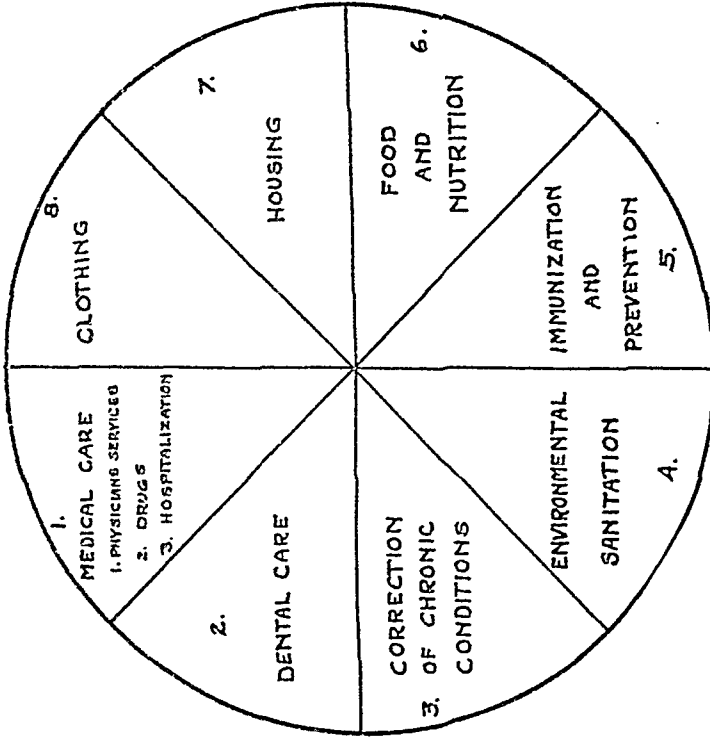 1.
MEDICAL CARE
1. PHYSICIANS SERVICES
2. DRUGS
3. HOSPITALIZATION
2.
DENTAL CARE
3.
CORRECTION
OF CHRONIC
CONDITIONS
ENVIRONMENTAL
SANITATION
4.
IMMUNIZATION
AND
PREVENTION
5.
6.
FOOD
AND
NUTRITION
7.
HOUSING
8.
CLOTHING